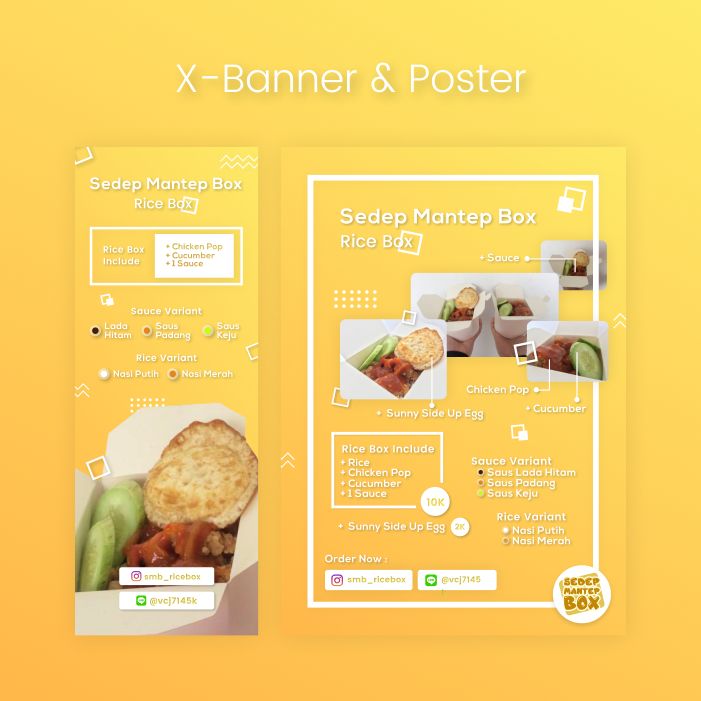 X-Banner & Poster
Sedep Mantep Box
Rice Box
Rice Box
Include
+ Chicken Pop
+ Cucumber
+ 1 Sauce
Sauce Variant
Lada
Hitam
Saus
Padang
Saus
Keju
Rice Variant
Nasi Putih
Nasi Merah
smb_ricebox
@vcj7145k
Sedep Mantep Box
Rice Box
+ Sauce
Chicken Pop
+ Cucumber
+ Sunny Side Up Egg
Rice Box Include
+ Rice
+ Chicken Pop
+ Cucumber
+ 1 Sauce
10K
+ Sunny Side Up Egg
2K
Sauce Variant
Saus Lada Hitam
Saus Padang
Saus Keju
Rice Variant
Nasi Putih
Nasi Merah
Order Now :
smb_ricebox
@vcj7145
SEDEP
MANTEP
BOX